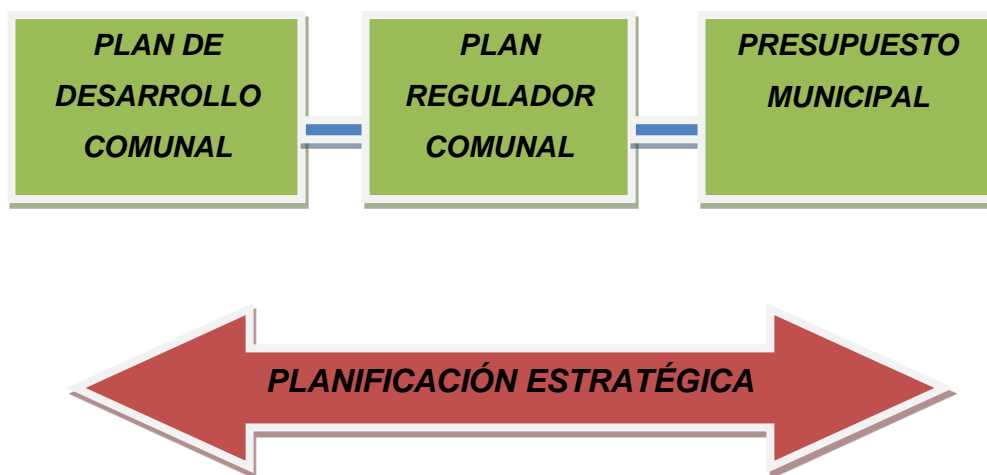 PLAN DE
DESARROLLO
COMUNAL
PLAN
REGULADOR
COMUNAL
PRESUPUESTO
MUNICIPAL
PLANIFICACIÓN ESTRATÉGICA